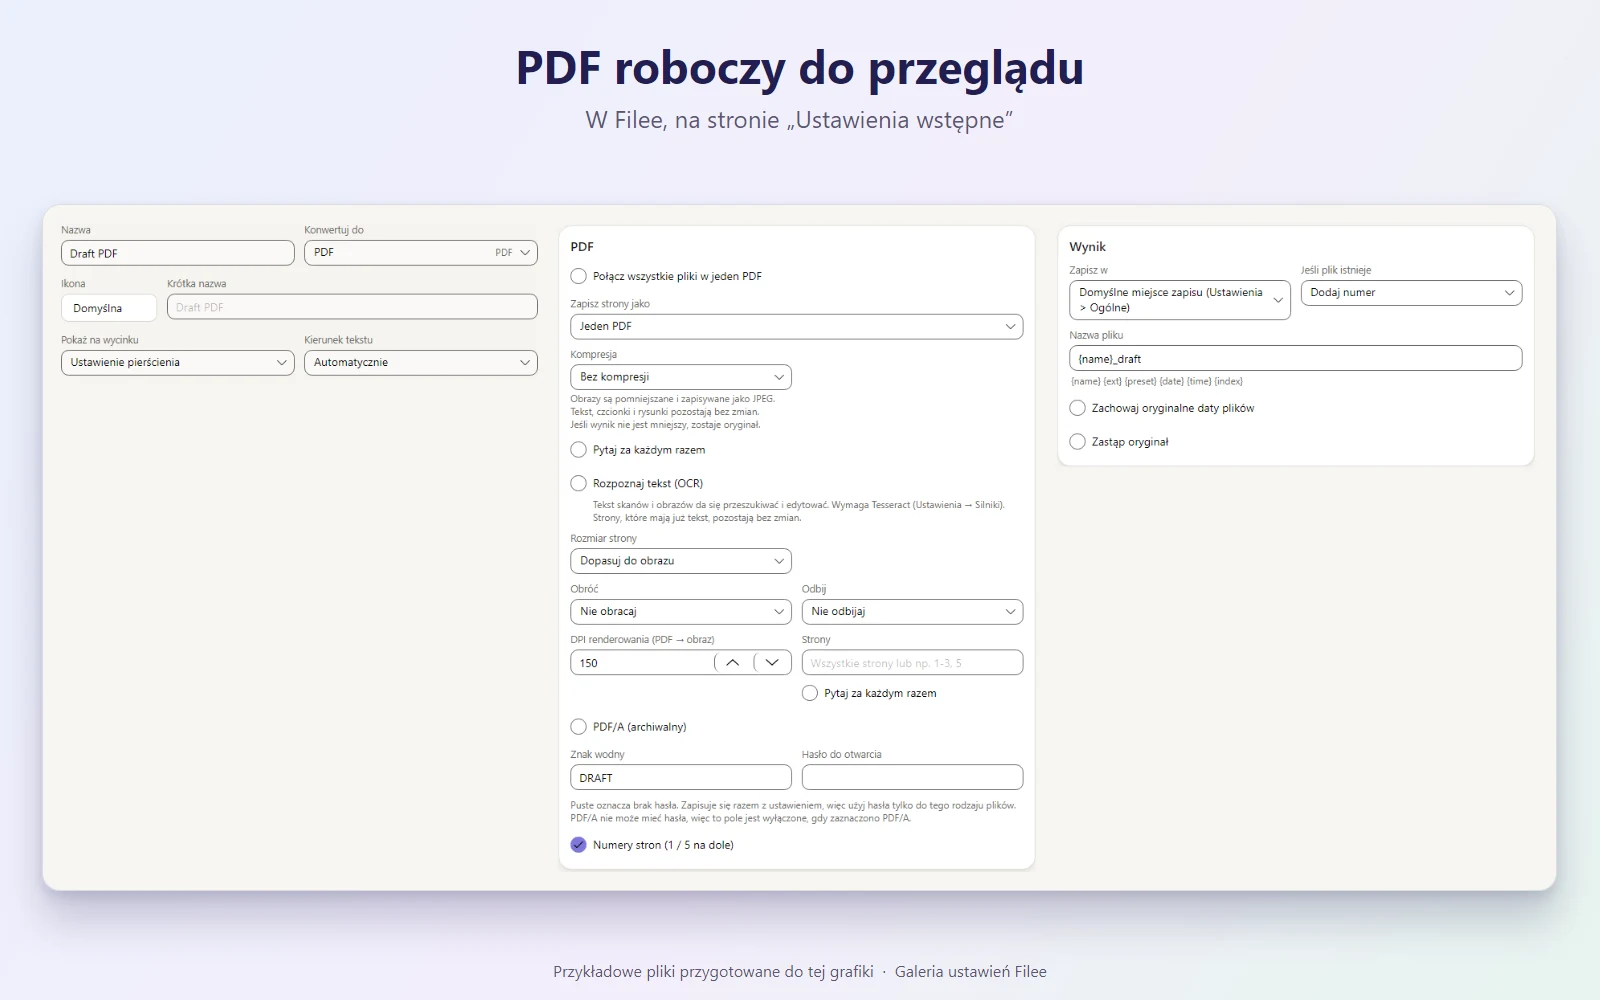 PDF roboczy do przeglądu
W Filee, na stronie „Ustawienia wstępne”
Nazwa
Draft PDF
Konwertuj do
PDF PDF
Ikona
Domyślna
Krótka nazwa
Draft PDF
Pokaż na wycinku
Ustawienie pierścienia
Kierunek tekstu
Automatycznie
PDF
Połącz wszystkie pliki w jeden PDF
Zapisz strony jako
Jeden PDF
Kompresja
Bez kompresji
Obrazy są pomniejszane i zapisywane jako JPEG.
Tekst, czcionki i rysunki pozostają bez zmian.
Jeśli wynik nie jest mniejszy, zostaje oryginał.
Pytaj za każdym razem
Rozpoznaj tekst (OCR)
Tekst skanów i obrazów da się przeszukiwać i edytować. Wymaga Tesseract (Ustawienia → Silniki).
Strony, które mają już tekst, pozostają bez zmian.
Rozmiar strony
Dopasuj do obrazu
Obróć
Nie obracaj
Odbij
Nie odbijaj
DPI renderowania (PDF → obraz)
150
Strony
Wszystkie strony lub np. 1-3, 5
Pytaj za każdym razem
PDF/A (archiwalny)
Znak wodny
DRAFT
Hasło do otwarcia
Puste oznacza brak hasła. Zapisuje się razem z ustawieniem, więc użyj hasła tylko do tego rodzaju plików.
PDF/A nie może mieć hasła, więc to pole jest wyłączone, gdy zaznaczono PDF/A.
Numery stron (1 / 5 na dole)
Wynik
Zapisz w
Domyślne miejsce zapisu (Ustawienia
> Ogólne)
Jeśli plik istnieje
Dodaj numer
Nazwa pliku
{name}_draft
{name} {ext} {preset} {date} {time} {index}
Zachowaj oryginalne daty plików
Zastąp oryginał
Przykładowe pliki przygotowane do tej grafiki · Galeria ustawień Filee